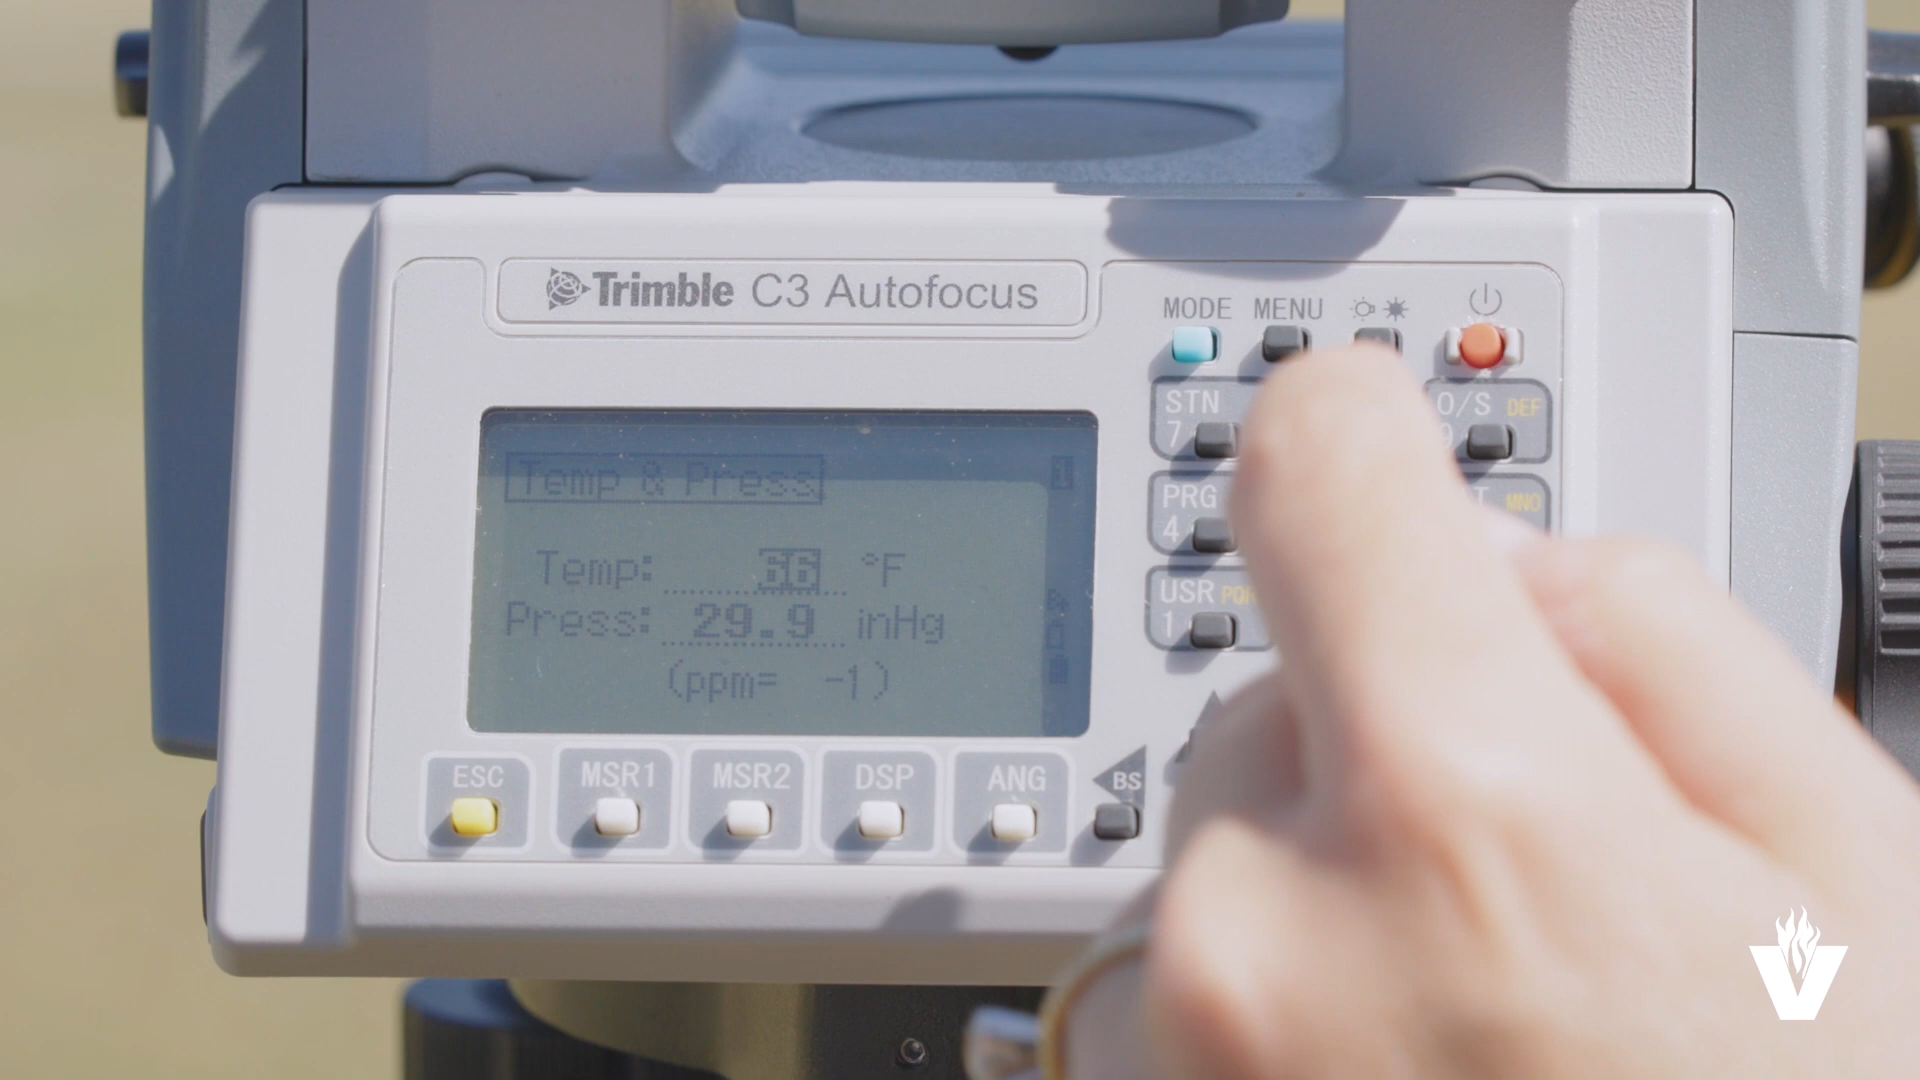 Trimble C3 Autofocus
MODE MENU
STN
7
O/S DEF
PRG
4
MNO
USR
1
Temp & Press
Temp: 66 °F
Press: 29.9 inHg
(ppm= -1)
ESC MSR1 MSR2 DSP ANG BS